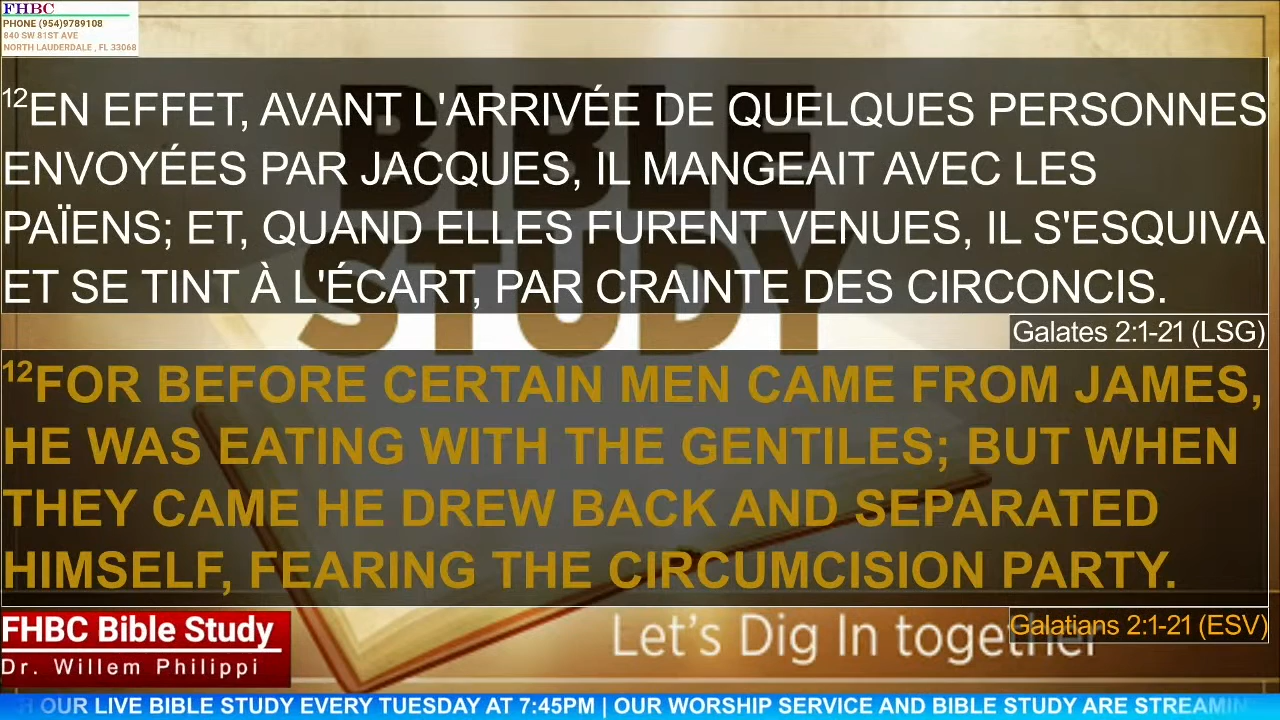 FHBC
PHONE (954)9789108
840 SW 81ST AVE
NORTH LAUDERDALE , FL 33068
BIBLE
STUDY
12EN EFFET, AVANT L'ARRIVÉE DE QUELQUES PERSONNES
ENVOYÉES PAR JACQUES, IL MANGEAIT AVEC LES
PAÏENS; ET, QUAND ELLES FURENT VENUES, IL S'ESQUIVA
ET SE TINT À L'ÉCART, PAR CRAINTE DES CIRCONCIS.
Galates 2:1-21 (LSG)
12FOR BEFORE CERTAIN MEN CAME FROM JAMES,
HE WAS EATING WITH THE GENTILES; BUT WHEN
THEY CAME HE DREW BACK AND SEPARATED
HIMSELF, FEARING THE CIRCUMCISION PARTY.
Galatians 2:1-21 (ESV)
Let's Dig In together
FHBC Bible Study
Dr. Willem Philippi
OUR LIVE BIBLE STUDY EVERY TUESDAY AT 7:45PM | OUR WORSHIP SERVICE AND BIBLE STUDY ARE STREAMIN